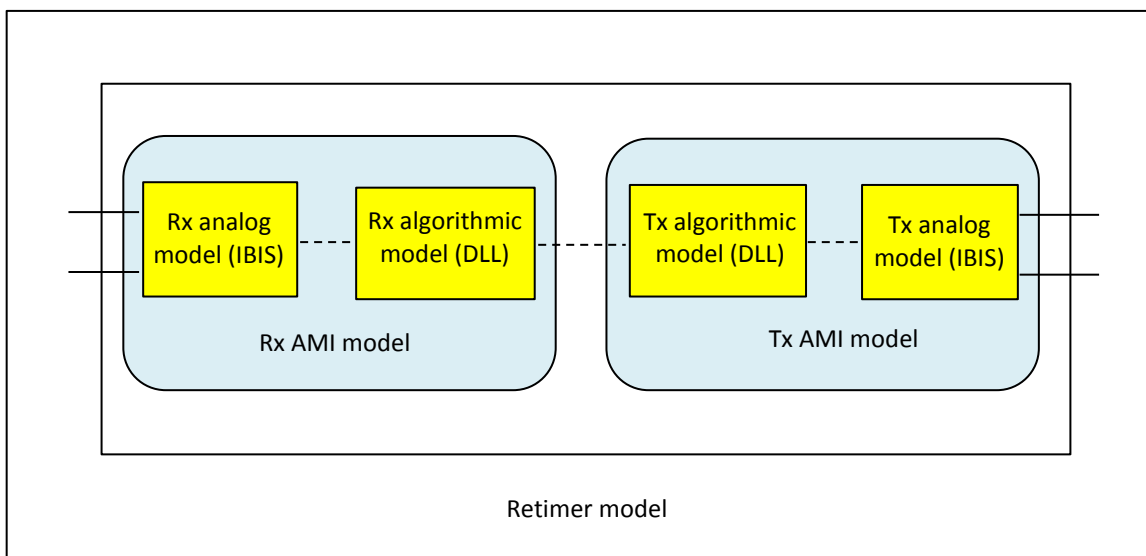 Rx analog
model (IBIS)
Rx algorithmic
model (DLL)
Tx algorithmic
model (DLL)
Tx analog
model (IBIS)
Rx AMI model
Tx AMI model
Retimer model